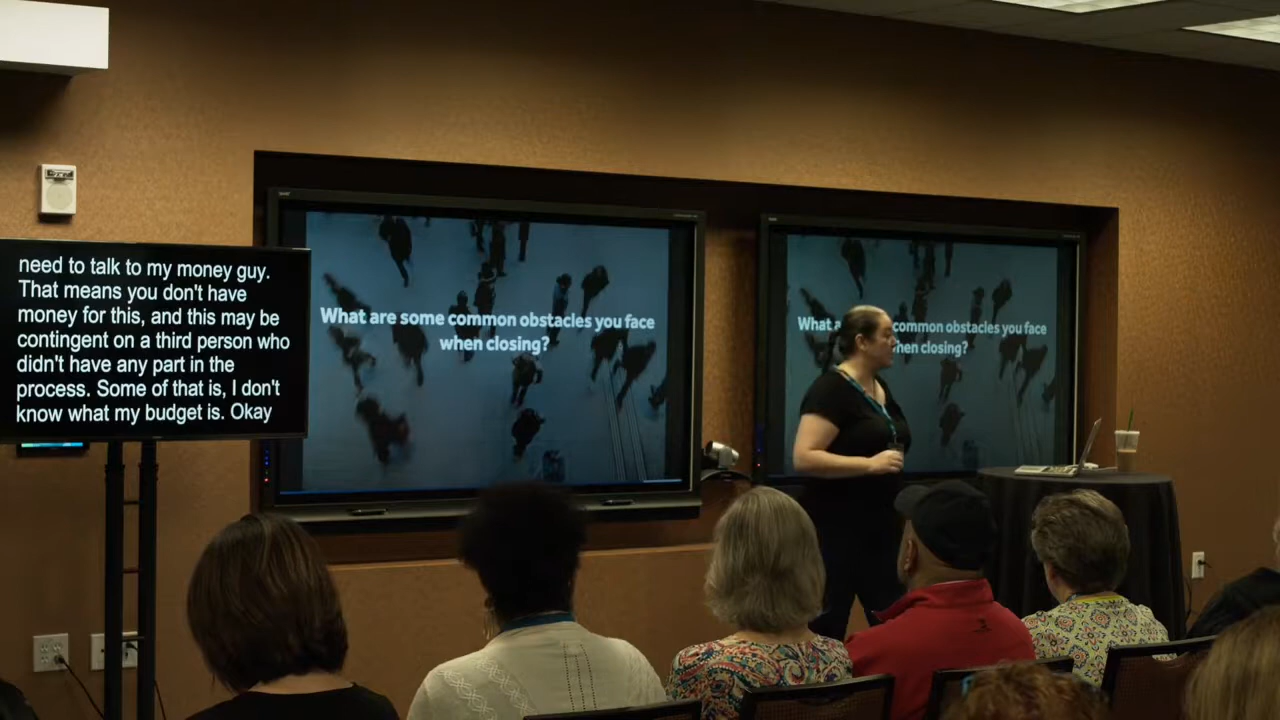 need to talk to my money guy.
That means you don't have
money for this, and this may be
contingent on a third person who
didn't have any part in the
process. Some of that is, I don't
know what my budget is. Okay
What are some common obstacles you face
when closing?
What a common obstacles you face
hen closing?